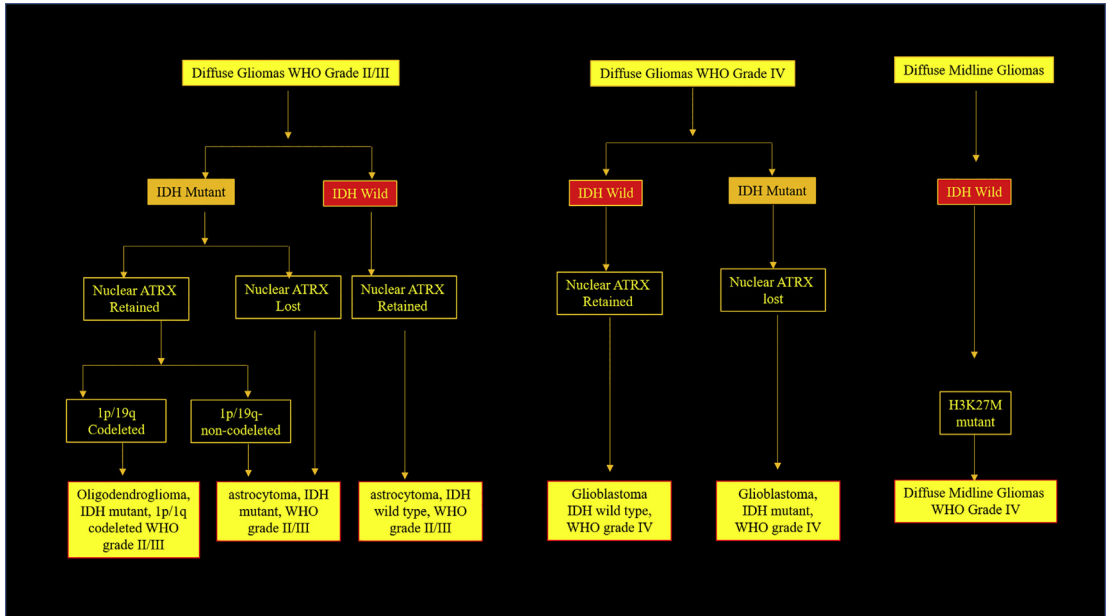 Diffuse Gliomas WHO Grade II/III
Diffuse Gliomas WHO Grade IV
Diffuse Midline Gliomas
IDH Mutant
IDH Wild
IDH Wild
IDH Mutant
IDH Wild
Nuclear ATRX
Retained
Nuclear ATRX
Lost
Nuclear ATRX
Retained
Nuclear ATRX
Retained
Nuclear ATRX
lost
1p/19q
Codeleted
1p/19q-
non-codeleted
H3K27M
mutant
Oligodendroglioma,
IDH mutant, 1p/1q
codeleted WHO
grade II/III
astrocytoma, IDH
mutant, WHO
grade II/III
astrocytoma, IDH
wild type, WHO
grade II/III
Glioblastoma
IDH wild type,
WHO grade IV
Glioblastoma,
IDH mutant,
WHO grade IV
Diffuse Midline Gliomas
WHO Grade IV